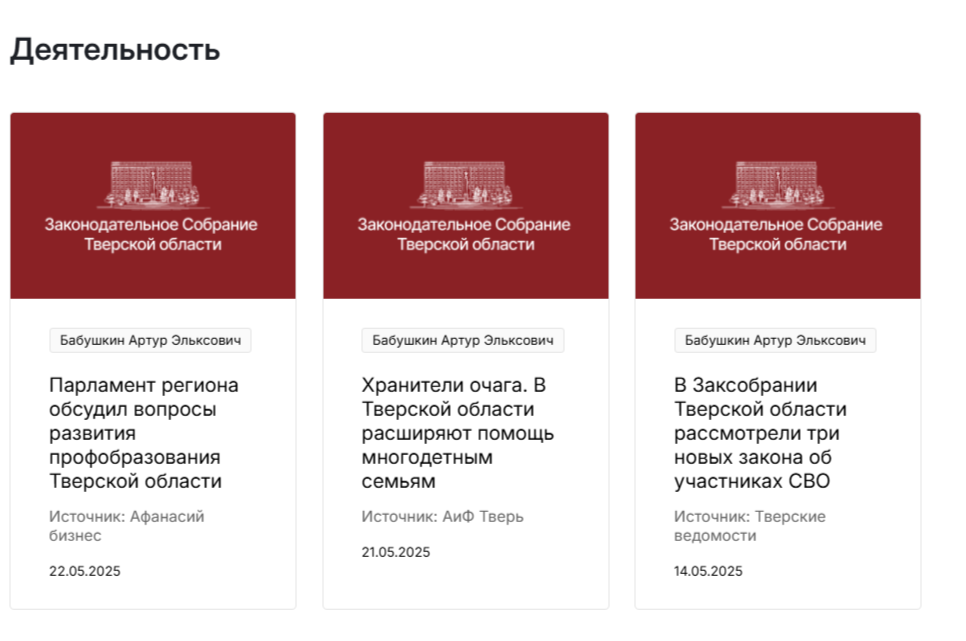 Деятельность
Законодательное Собрание
Тверской области
Бабушкин Артур Эльксович
Парламент региона
обсудил вопросы
развития
профобразования
Тверской области
Источник: Афанасий
бизнес
22.05.2025
Законодательное Собрание
Тверской области
Бабушкин Артур Эльксович
Хранители очага. В
Тверской области
расширяют помощь
многодетным
семьям
Источник: АиФ Тверь
21.05.2025
Законодательное Собрание
Тверской области
Бабушкин Артур Эльксович
В Заксобрании
Тверской области
рассмотрели три
новых закона об
участниках СВО
Источник: Тверские
ведомости
14.05.2025